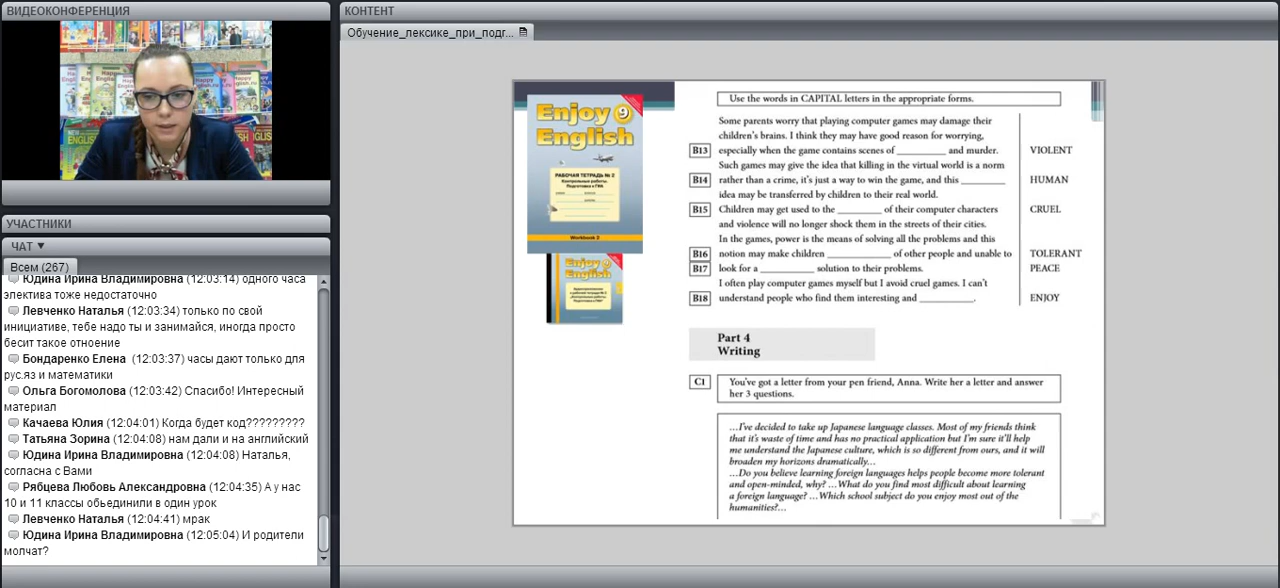 ВИДЕОКОНФЕРЕНЦИЯ
УЧАСТНИКИ
ЧАТ ▼
Всем (267)
Юдина Ирина Владимировна (12:03:14) одного часа
электива тоже недостаточно
Левченко Наталья (12:03:34) только по свой
инициативе, тебе надо ты и занимайся, иногда просто
бесит такое отноение
Бондаренко Елена (12:03:37) часы дают только для
рус.яз и математики
Ольга Богомолова (12:03:42) Спасибо! Интересный
материал
Качаева Юлия (12:04:01) Когда будет код?????????
Татьяна Зорина (12:04:08) нам дали и на английский
Юдина Ирина Владимировна (12:04:08) Наталья,
согласна с Вами
Рябцева Любовь Александровна (12:04:35) А у нас
10 и 11 классы обьединили в один урок
Левченко Наталья (12:04:41) мрак
Юдина Ирина Владимировна (12:05:04) И родители
молчат?
КОНТЕНТ
Обучение_лексике_при_подг...
Enjoy 9
English
РАБОЧАЯ ТЕТРАДЬ № 2
Контрольные работы.
Подготовка к ГИА
Workbook 2
Enjoy 9
English
Use the words in CAPITAL letters in the appropriate forms.
Some parents worry that playing computer games may damage their
children's brains. I think they may have good reason for worrying,
B13 especially when the game contains scenes of __________ and murder. VIOLENT
Such games may give the idea that killing in the virtual world is a norm
B14 rather than a crime, it's just a way to win the game, and this _________ HUMAN
idea may be transferred by children to their real world.
B15 Children may get used to the _________ of their computer characters CRUEL
and violence will no longer shock them in the streets of their cities.
In the games, power is the means of solving all the problems and this
B16 notion may make children _____________ of other people and unable to TOLERANT
B17 look for a ___________ solution to their problems. PEACE
I often play computer games myself but I avoid cruel games. I can't
B18 understand people who find them interesting and ___________. ENJOY
Part 4
Writing
C1 You've got a letter from your pen friend, Anna. Write her a letter and answer
her 3 questions.
…I've decided to take up Japanese language classes. Most of my friends think
that it's waste of time and has no practical application but I'm sure it'll help
me understand the Japanese culture, which is so different from ours, and it will
broaden my horizons dramatically…
…Do you believe learning foreign languages helps people become more tolerant
and open-minded, why? …What do you find most difficult about learning
a foreign language? …Which school subject do you enjoy most out of the
humanities?…